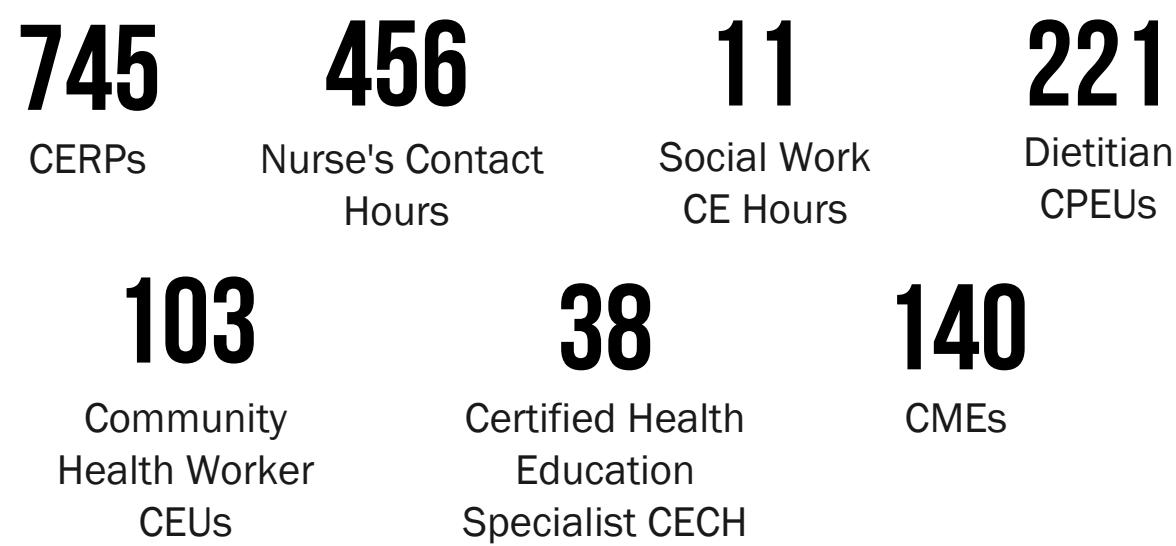 745
CERPs
456
Nurse's Contact
Hours
11
Social Work
CE Hours
221
Dietitian
CPEUs
103
Community
Health Worker
CEUs
38
Certified Health
Education
Specialist CECH
140
CMEs